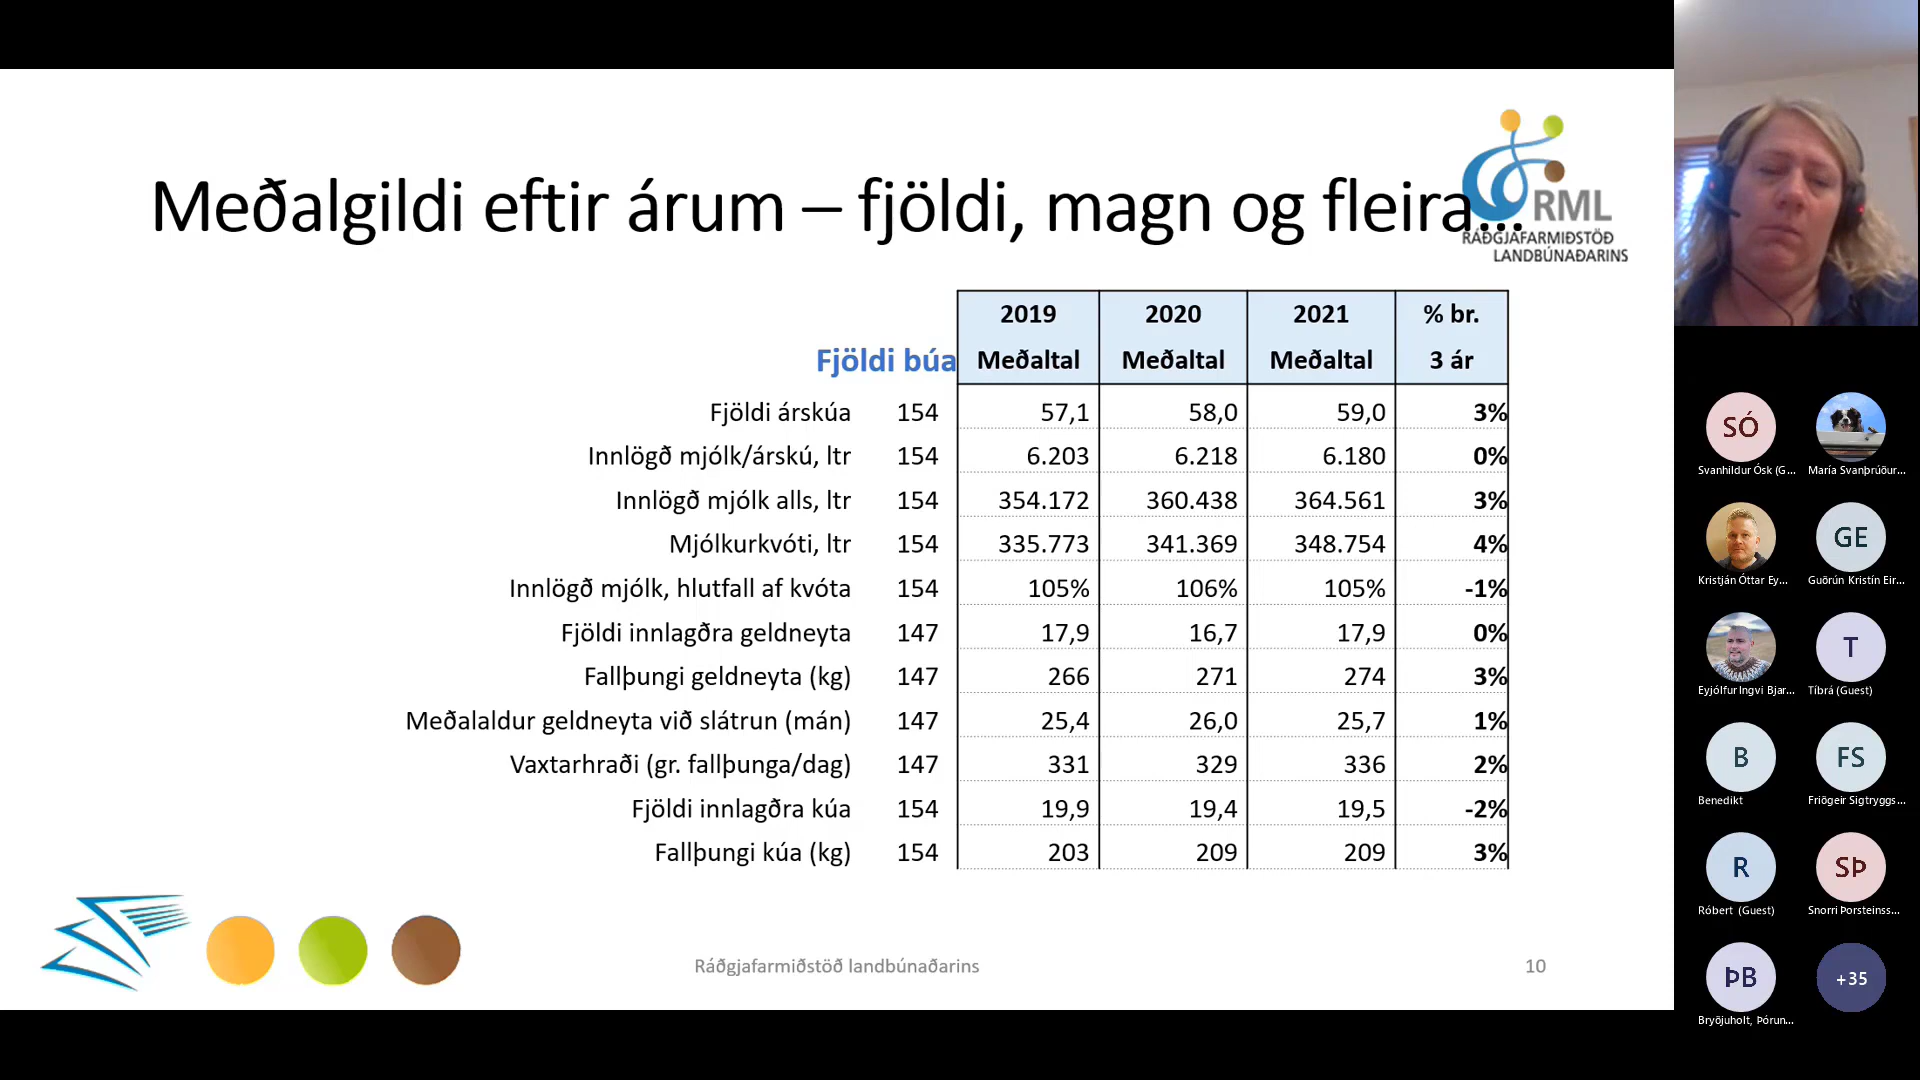 Meðalgildi eftir árum – fjöldi, magn og fleira…
RML
RÁÐGJAFARMIÐSTÖÐ
LANDBÚNAÐARINS
2019 2020 2021 % br.
Fjöldi búa Meðaltal Meðaltal Meðaltal 3 ár
Fjöldi árskúa 154 57,1 58,0 59,0 3%
Innlögð mjólk/árskú, ltr 154 6.203 6.218 6.180 0%
Innlögð mjólk alls, ltr 154 354.172 360.438 364.561 3%
Mjólkurkvóti, ltr 154 335.773 341.369 348.754 4%
Innlögð mjólk, hlutfall af kvóta 154 105% 106% 105% -1%
Fjöldi innlagðra geldneyta 147 17,9 16,7 17,9 0%
Fallþungi geldneyta (kg) 147 266 271 274 3%
Meðalaldur geldneyta við slátrun (mán) 147 25,4 26,0 25,7 1%
Vaxtarhraði (gr. fallþunga/dag) 147 331 329 336 2%
Fjöldi innlagðra kúa 154 19,9 19,4 19,5 -2%
Fallþungi kúa (kg) 154 203 209 209 3%
Ráðgjafarmiðstöð landbúnaðarins 10
SÓ
Svanhildur Ósk (G... María Svanþrúður...
GE
Kristján Óttar Ey... Guðrún Kristín Eir...
T
Eyjólfur Ingvi Bjar... Tíbrá (Guest)
B FS
Benedikt Friðgeir Sigtryggs...
R SÞ
Róbert (Guest) Snorri Þorsteinss...
ÞB +35
Bryðjuholt, Þórun...